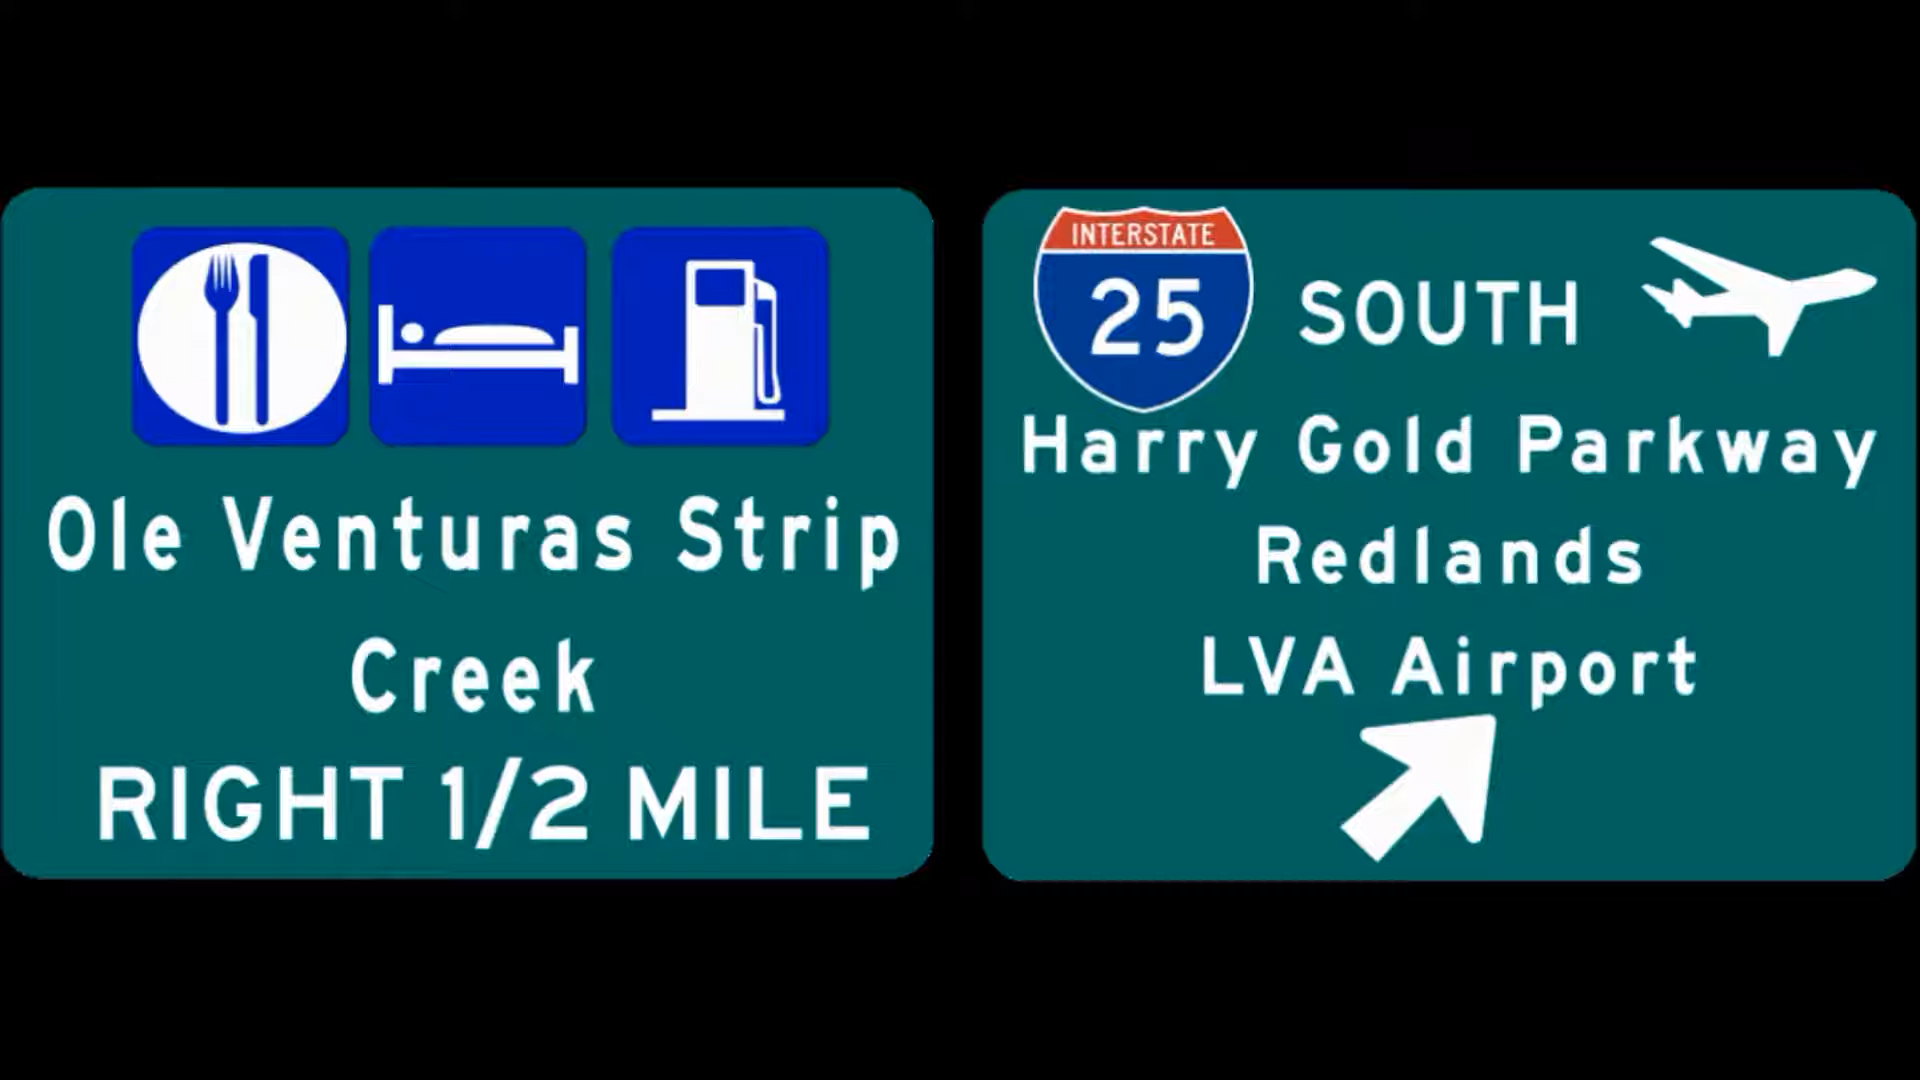 Ole Venturas Strip
Creek
RIGHT 1/2 MILE
INTERSTATE
25 SOUTH
Harry Gold Parkway
Redlands
LVA Airport